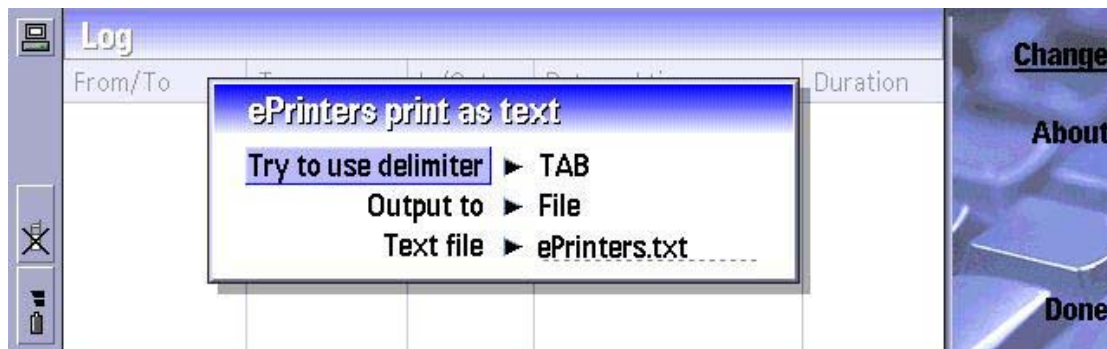 Log
From/To
Duration
ePrinters print as text
Try to use delimiter ► TAB
Output to ► File
Text file ► ePrinters.txt
Change
About
Done